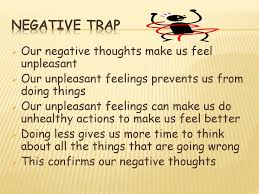 NEGATIVE TRAP
Our negative thoughts make us feel
unpleasant
Our unpleasant feelings prevents us from
doing things
Our unpleasant feelings can make us do
unhealthy actions to make us feel better
Doing less gives us more time to think
about all the things that are going wrong
This confirms our negative thoughts